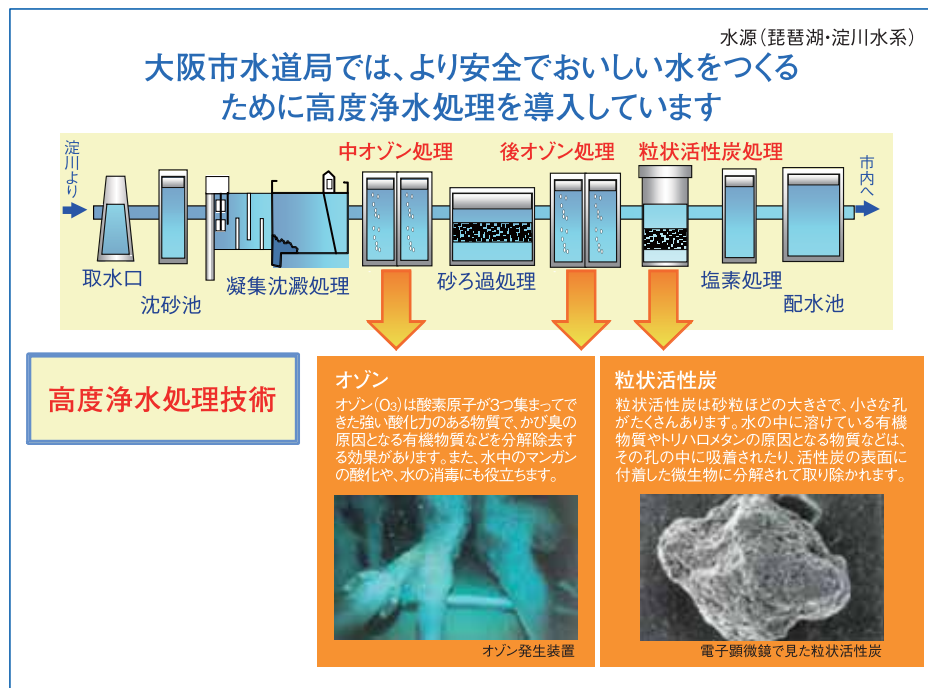 水源(琵琶湖・淀川水系)
大阪市水道局では、より安全でおいしい水をつくる
ために高度浄水処理を導入しています
淀川より
中オゾン処理
後オゾン処理
粒状活性炭処理
市内へ
取水口
沈砂池
凝集沈澱処理
砂ろ過処理
塩素処理
配水池
高度浄水処理技術
オゾン
オゾン(O₃)は酸素原子が3つ集まってで
きた強い酸化力のある物質で、かび臭の
原因となる有機物質などを分解除去す
る効果があります。また、水中のマンガン
の酸化や、水の消毒にも役立ちます。
オゾン発生装置
粒状活性炭
粒状活性炭は砂粒ほどの大きさで、小さな孔
がたくさんあります。水の中に溶けている有機
物質やトリハロメタンの原因となる物質などは、
その孔の中に吸着されたり、活性炭の表面に
付着した微生物に分解されて取り除かれます。
電子顕微鏡で見た粒状活性炭